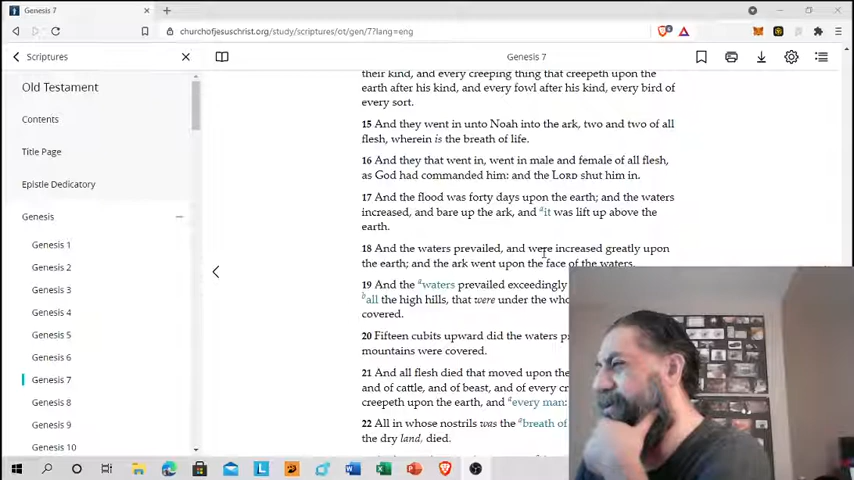 Genesis 7
churchofjesuschrist.org/study/scriptures/ot/gen/7?lang=eng
Scriptures
Genesis 7
Old Testament
Contents
Title Page
Epistle Dedicatory
Genesis
Genesis 1
Genesis 2
Genesis 3
Genesis 4
Genesis 5
Genesis 6
Genesis 7
Genesis 8
Genesis 9
Genesis 10
their kind, and every creeping thing that creepeth upon the
earth after his kind, and every fowl after his kind, every bird of
every sort.
15 And they went in unto Noah into the ark, two and two of all
flesh, wherein is the breath of life.
16 And they that went in, went in male and female of all flesh,
as God had commanded him: and the LORD shut him in.
17 And the flood was forty days upon the earth; and the waters
increased, and bare up the ark, and a it was lift up above the
earth.
18 And the waters prevailed, and were increased greatly upon
the earth; and the ark went upon the face of the waters.
19 And the a waters prevailed exceedingly
b all the high hills, that were under the who
covered.
20 Fifteen cubits upward did the waters pr
mountains were covered.
21 And all flesh died that moved upon the
and of cattle, and of beast, and of every cr
creepeth upon the earth, and a every man:
22 All in whose nostrils was the a breath of
the dry land, died.